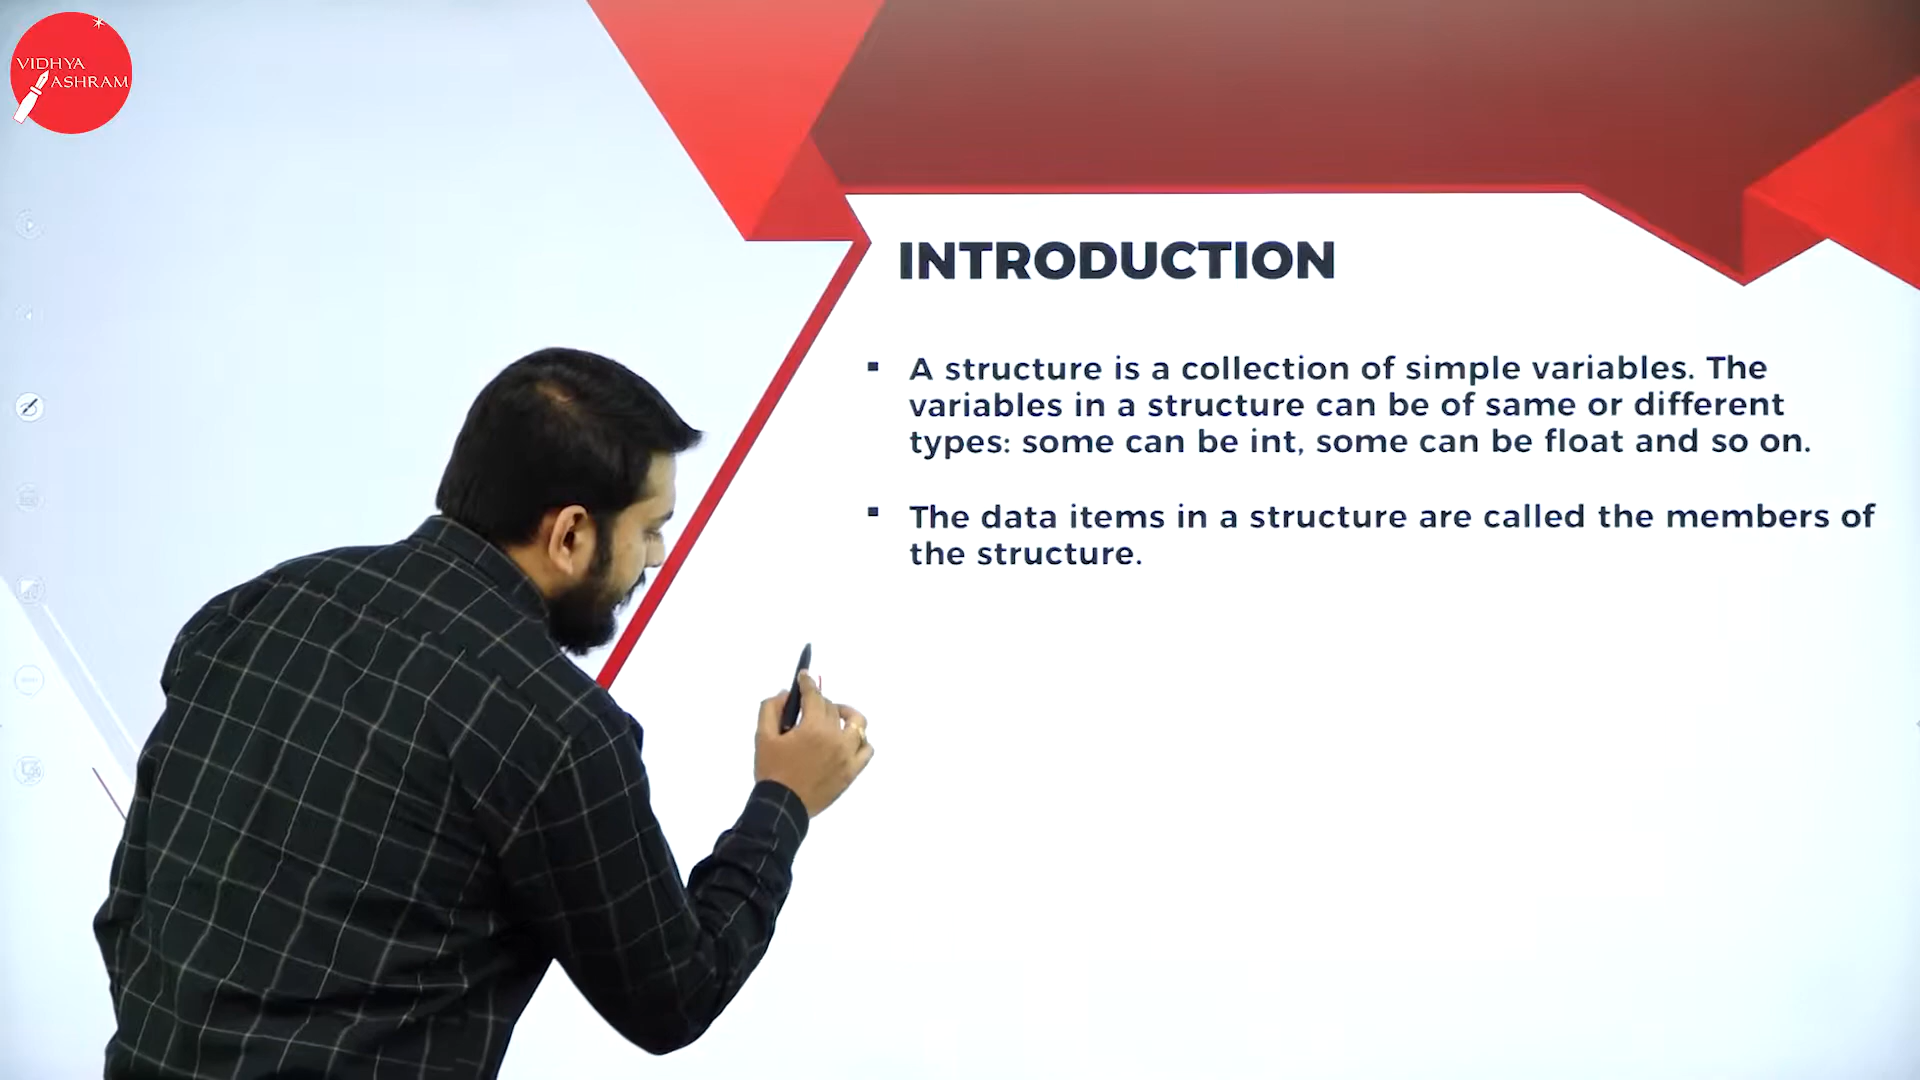 VIDHYA
ASHRAM
INTRODUCTION
▪ A structure is a collection of simple variables. The
variables in a structure can be of same or different
types: some can be int, some can be float and so on.
▪ The data items in a structure are called the members of
the structure.